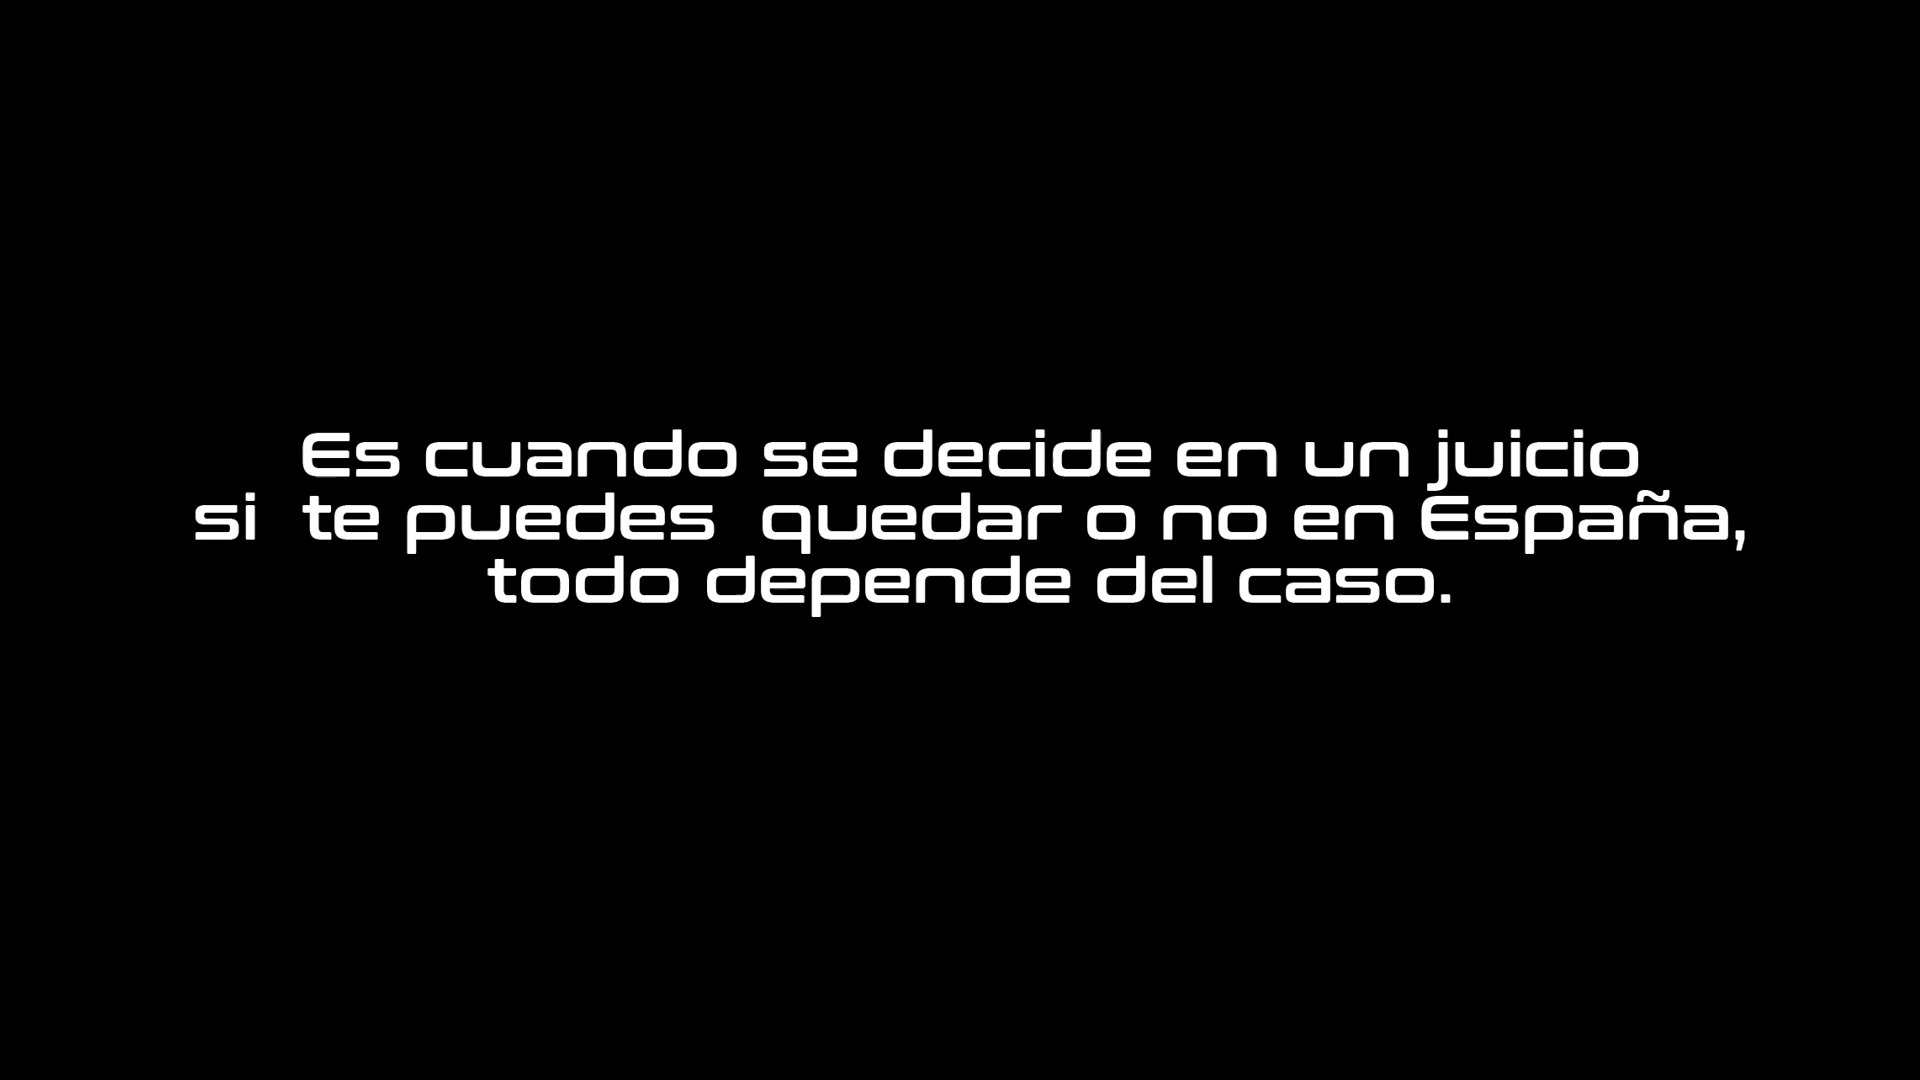 Es cuando se decide en un juicio
si  te puedes  quedar o no en España,
todo depende del caso.